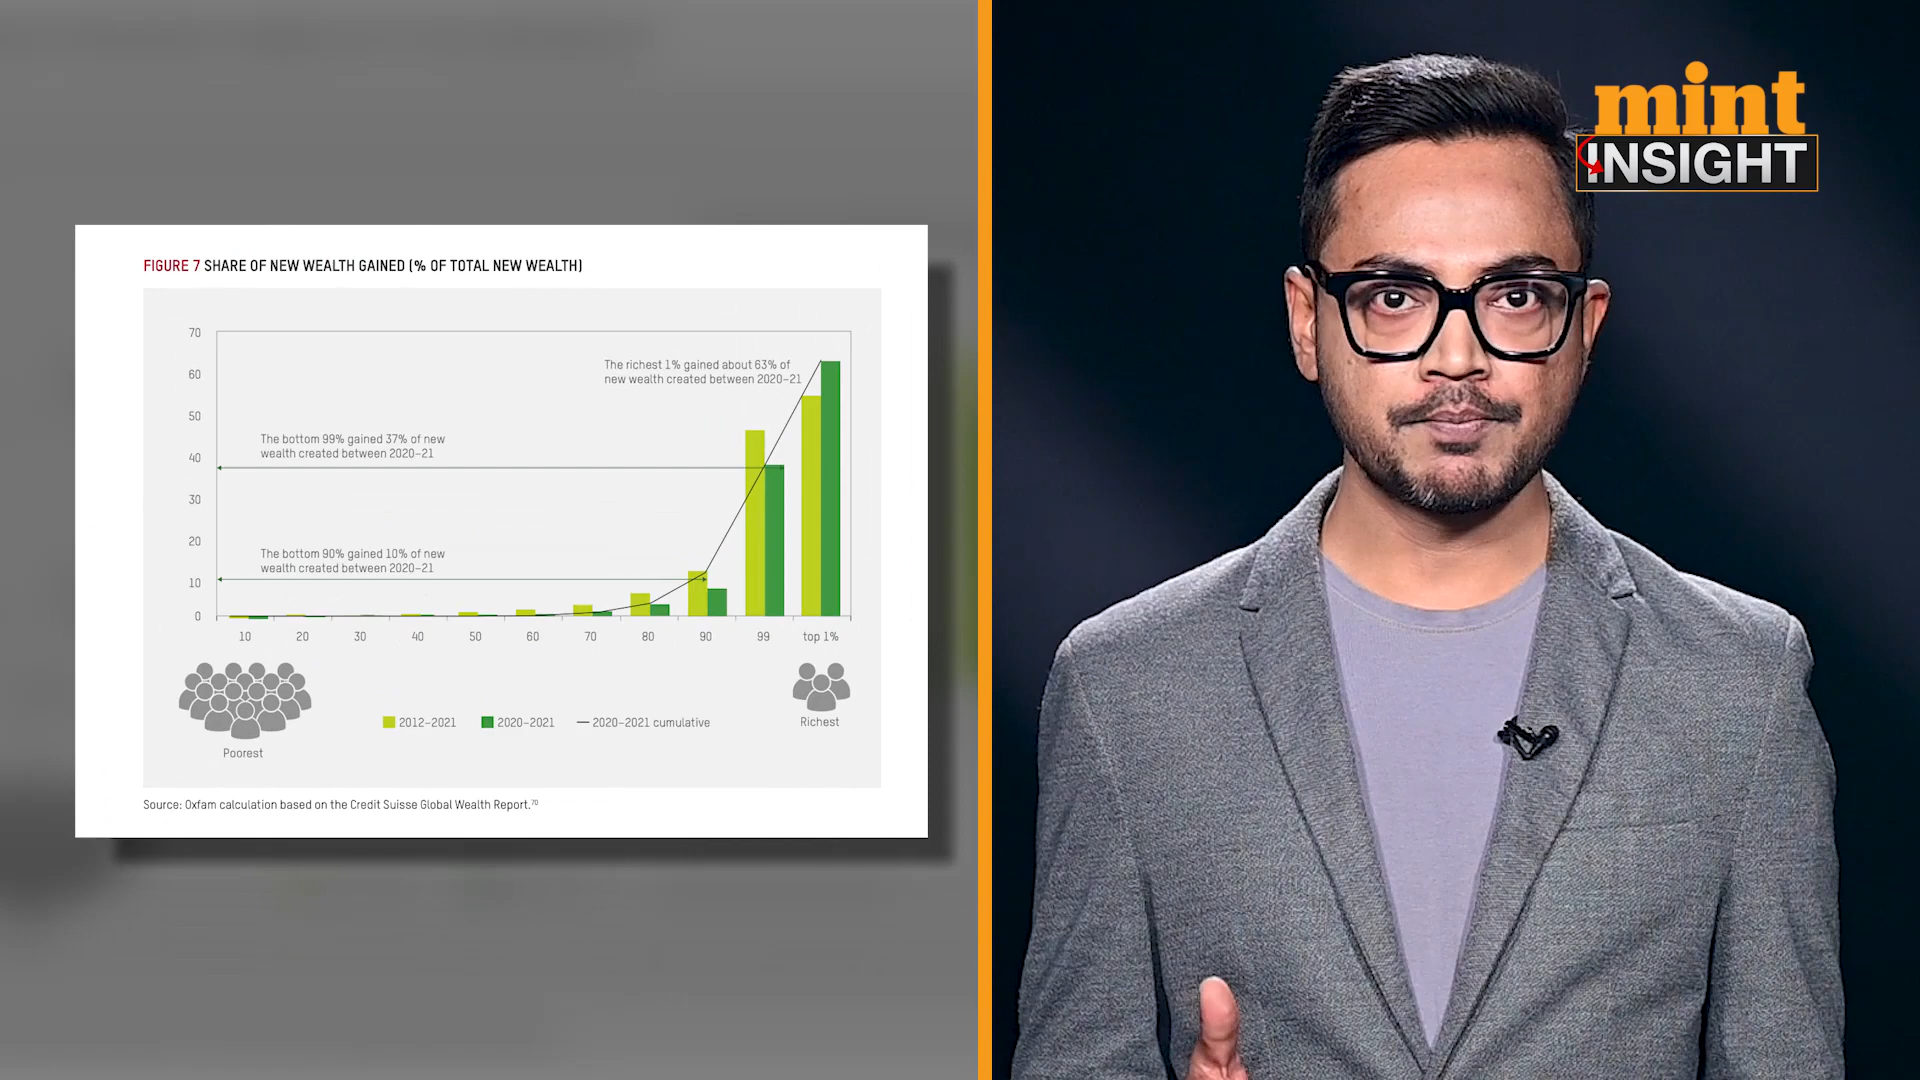 FIGURE 7 SHARE OF NEW WEALTH GAINED (% OF TOTAL NEW WEALTH)
70
60
50
40
30
20
10
0
The richest 1% gained about 63% of
new wealth created between 2020–21
The bottom 99% gained 37% of new
wealth created between 2020–21
The bottom 90% gained 10% of new
wealth created between 2020–21
10 20 30 40 50 60 70 80 90 99 top 1%
Poorest
2012–2021 2020–2021 2020–2021 cumulative
Richest
Source: Oxfam calculation based on the Credit Suisse Global Wealth Report.70
mint
INSIGHT